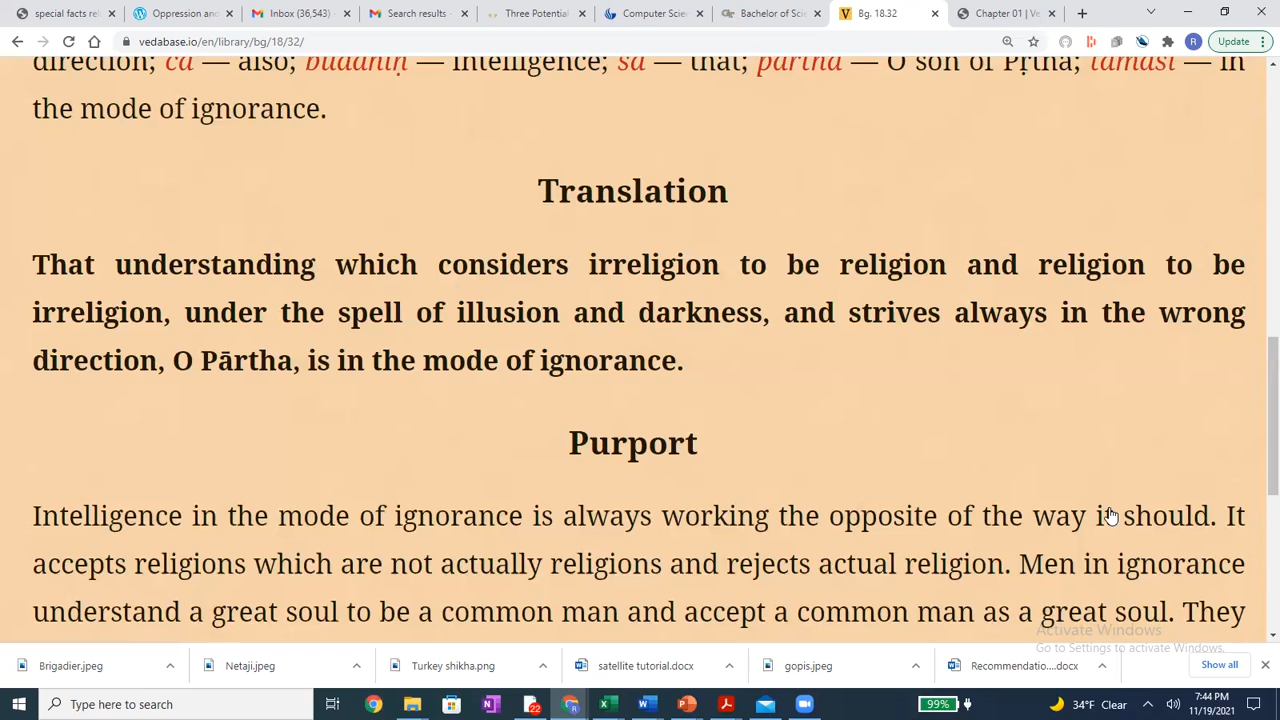 special facts re
Oppression and
Inbox (36,543)
Search results -
Three Potential
Computer Scie
Bachelor of Sci
Bg. 18.32
Chapter 01 | Ve
vedabase.io/en/library/bg/18/32/
R
Update
direction; ca — also; buddhiḥ — intelligence; sā — that; pārtha — O son of Pṛthā; tāmasī — in
the mode of ignorance.
Translation
That understanding which considers irreligion to be religion and religion to be
irreligion, under the spell of illusion and darkness, and strives always in the wrong
direction, O Pārtha, is in the mode of ignorance.
Purport
Intelligence in the mode of ignorance is always working the opposite of the way should. It
accepts religions which are not actually religions and rejects actual religion. Men in ignorance
understand a great soul to be a common man and accept a common man as a great soul. They
Activate Windows
Go to Settings to activate Windows.
Brigadier.jpeg
Netaji.jpeg
Turkey shikha.png
satellite tutorial.docx
gopis.jpeg
Recommendatio....docx
Show all
Type here to search
22
99%
34°F Clear
7:44 PM
11/19/2021